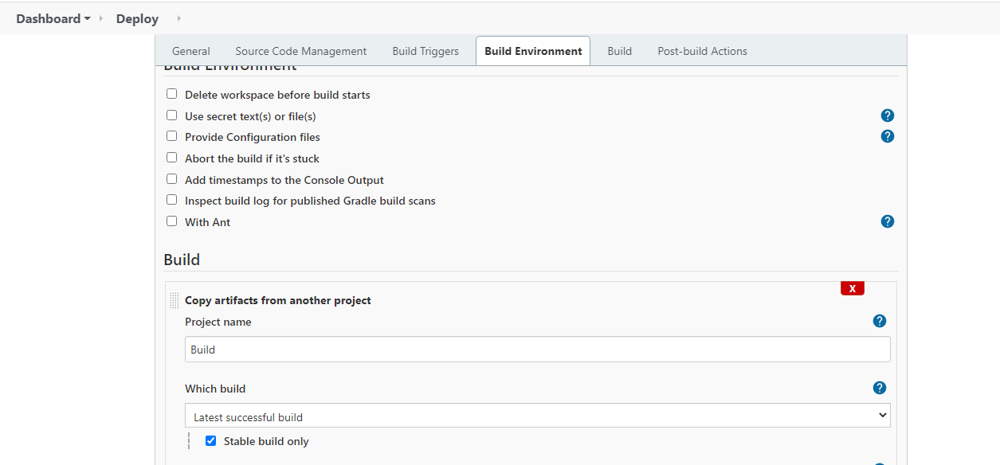 Dashboard Deploy
General Source Code Management Build Triggers Build Environment Build Post-build Actions
Build Environment
Delete workspace before build starts
Use secret text(s) or file(s) ?
Provide Configuration files ?
Abort the build if it's stuck
Add timestamps to the Console Output
Inspect build log for published Gradle build scans
With Ant ?
Build
X
Copy artifacts from another project
Project name ?
Build
Which build ?
Latest successful build
Stable build only